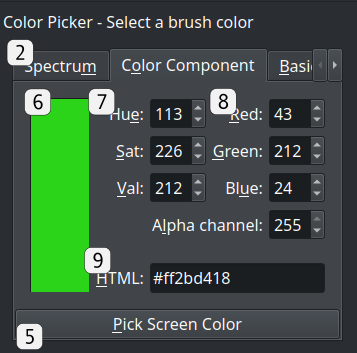 Color Picker - Select a brush color
2 Spectrum Color Component
6 7 Hue: 113 8 Red: 43
Sat: 226 Green: 212
Val: 212 Blue: 24
Alpha channel: 255
9 HTML: #ff2bd418
5 Pick Screen Color